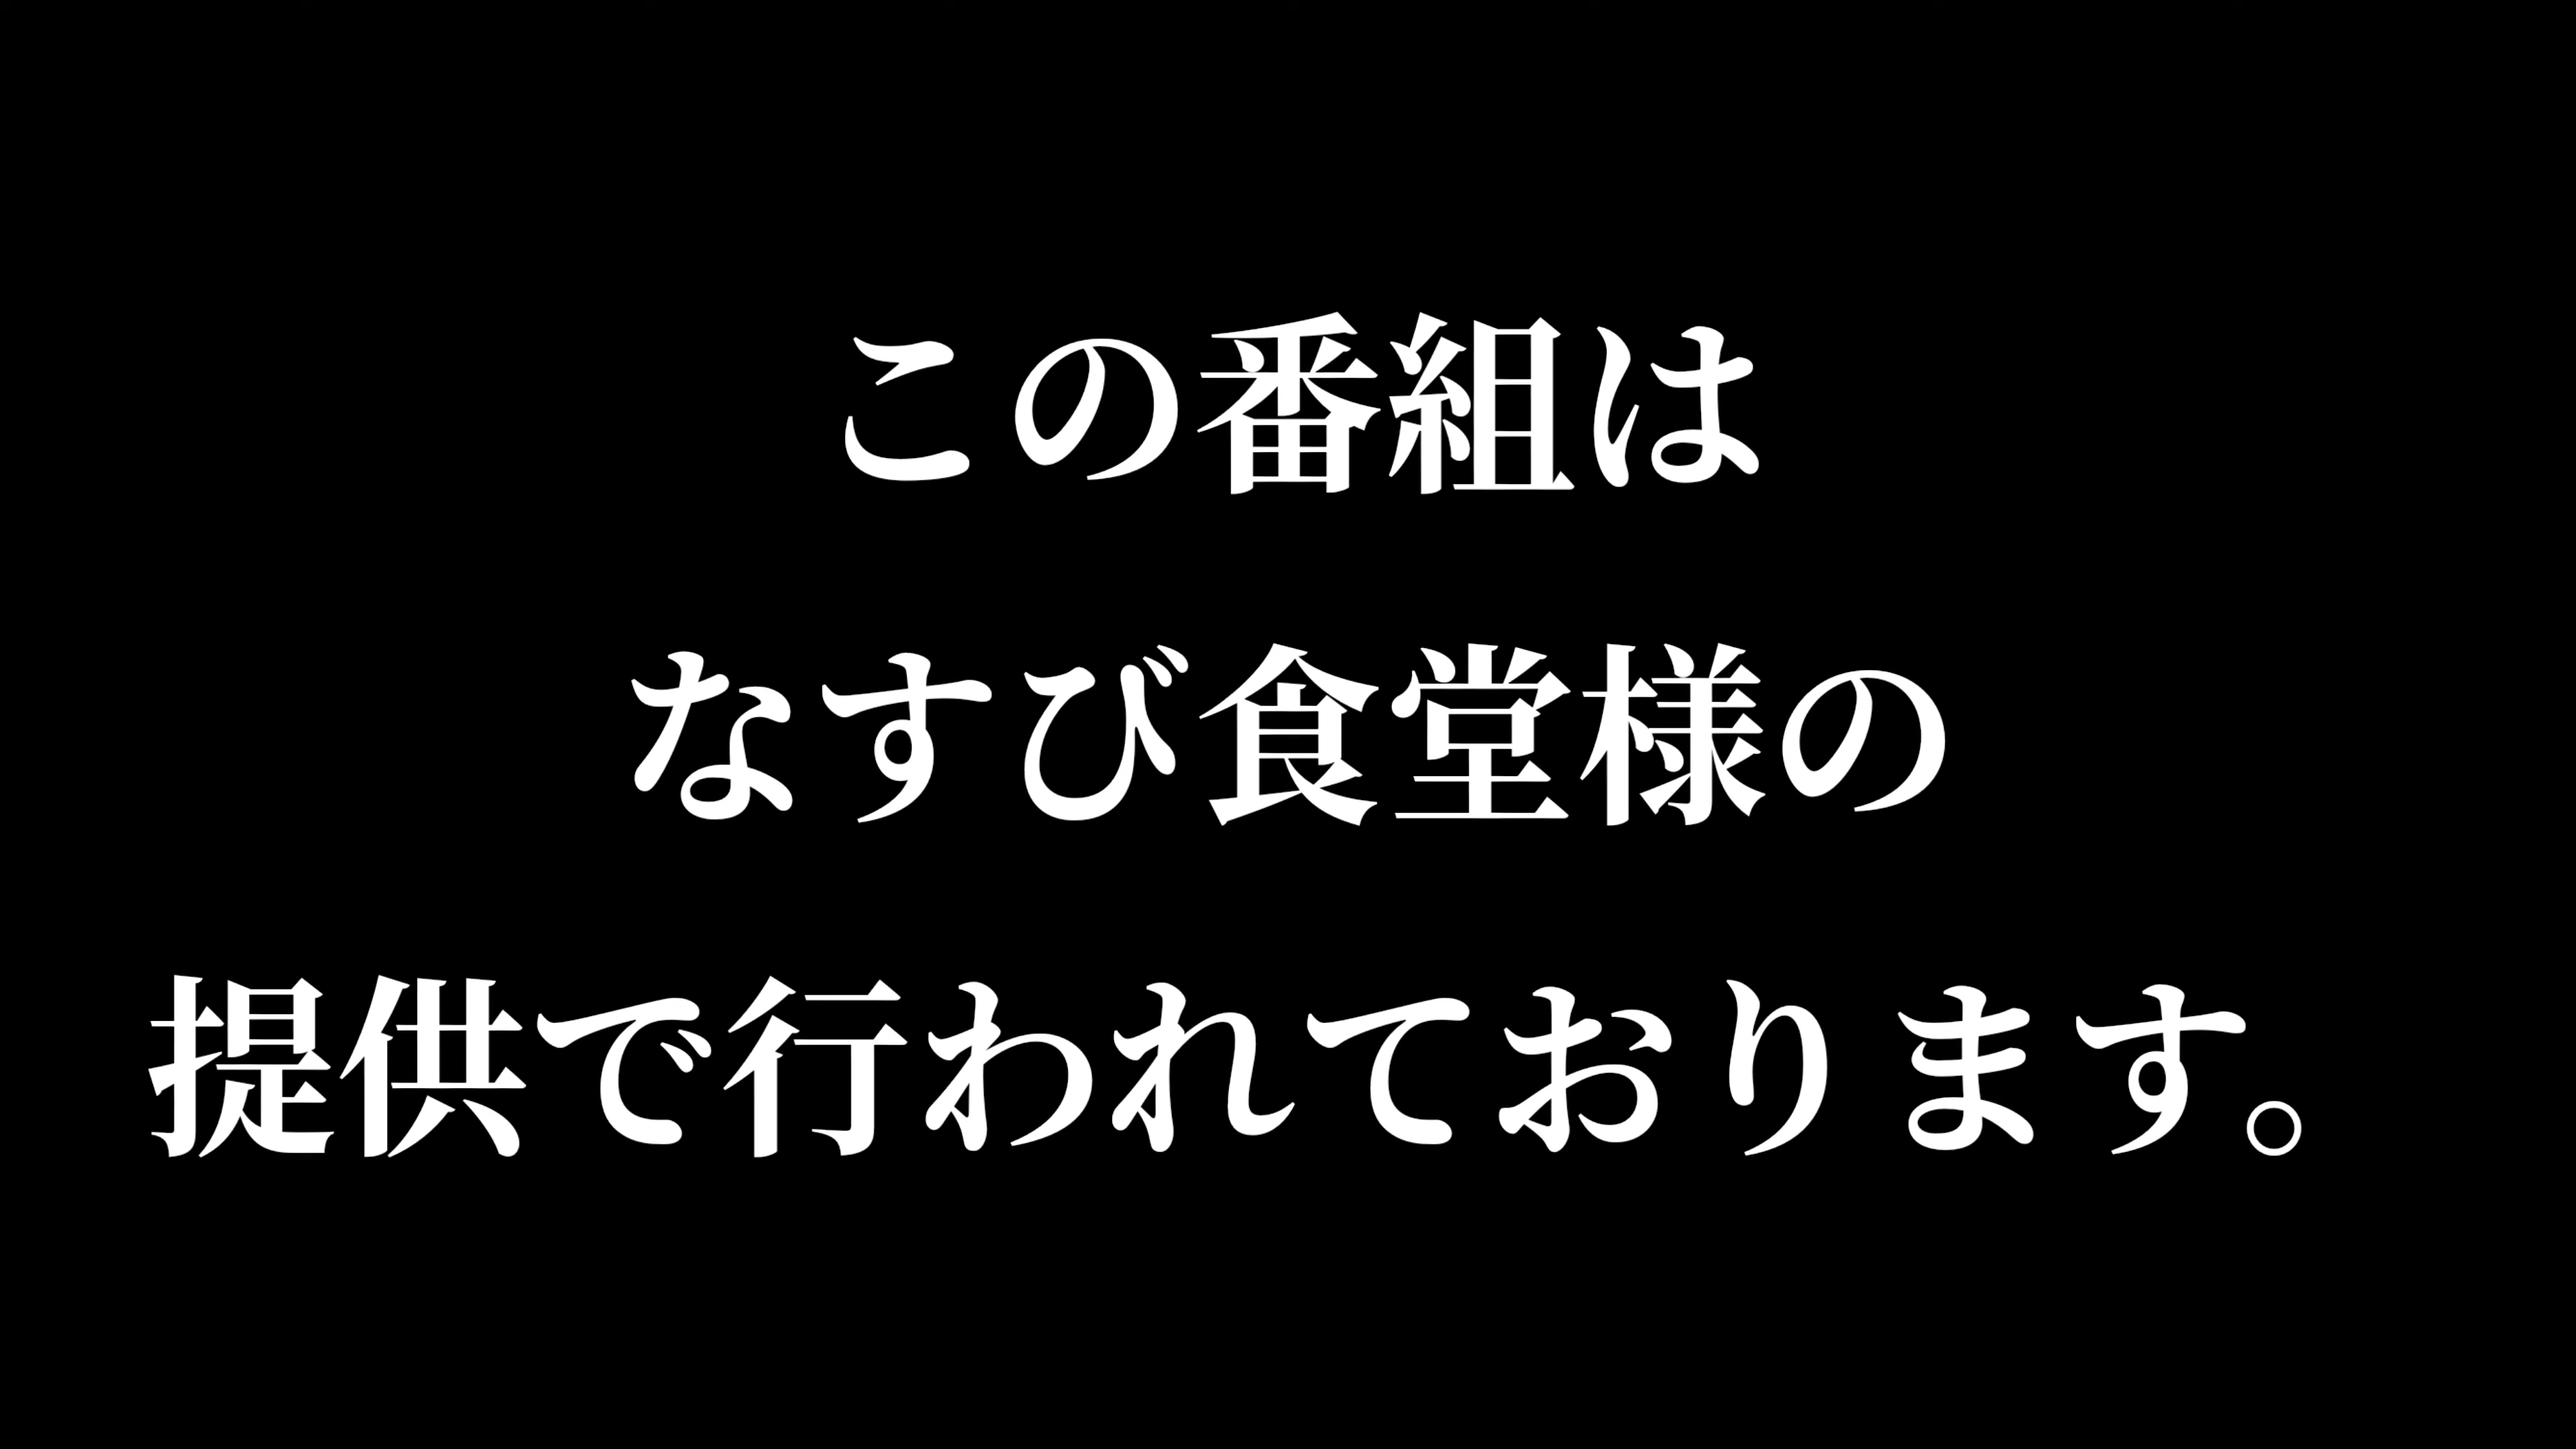 この番組は
なすび食堂様の
提供で行われております。